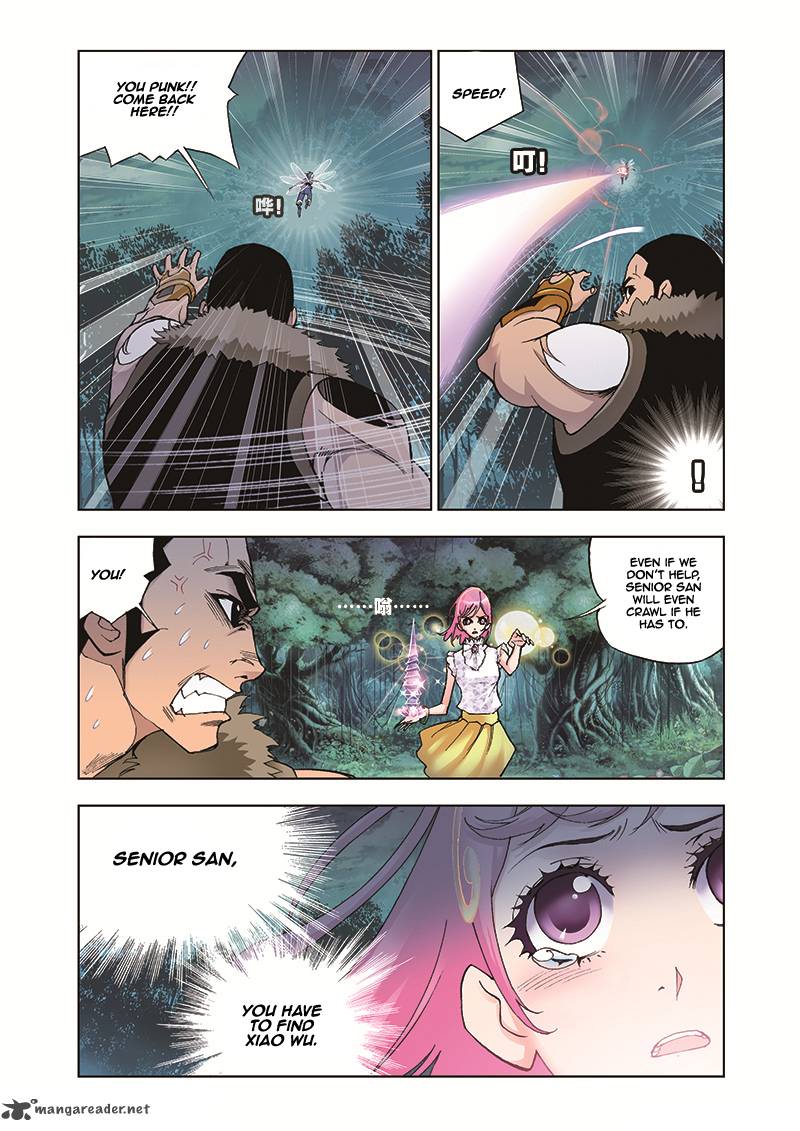 YOU PUNK!!
COME BACK
HERE!!
哗!
SPEED!
叮!
!
YOU!
……嗡……
EVEN IF WE
DON'T HELP,
SENIOR SAN
WILL EVEN
CRAWL IF HE
HAS TO.
SENIOR SAN,
YOU HAVE
TO FIND
XIAO WU.
mangareader.net